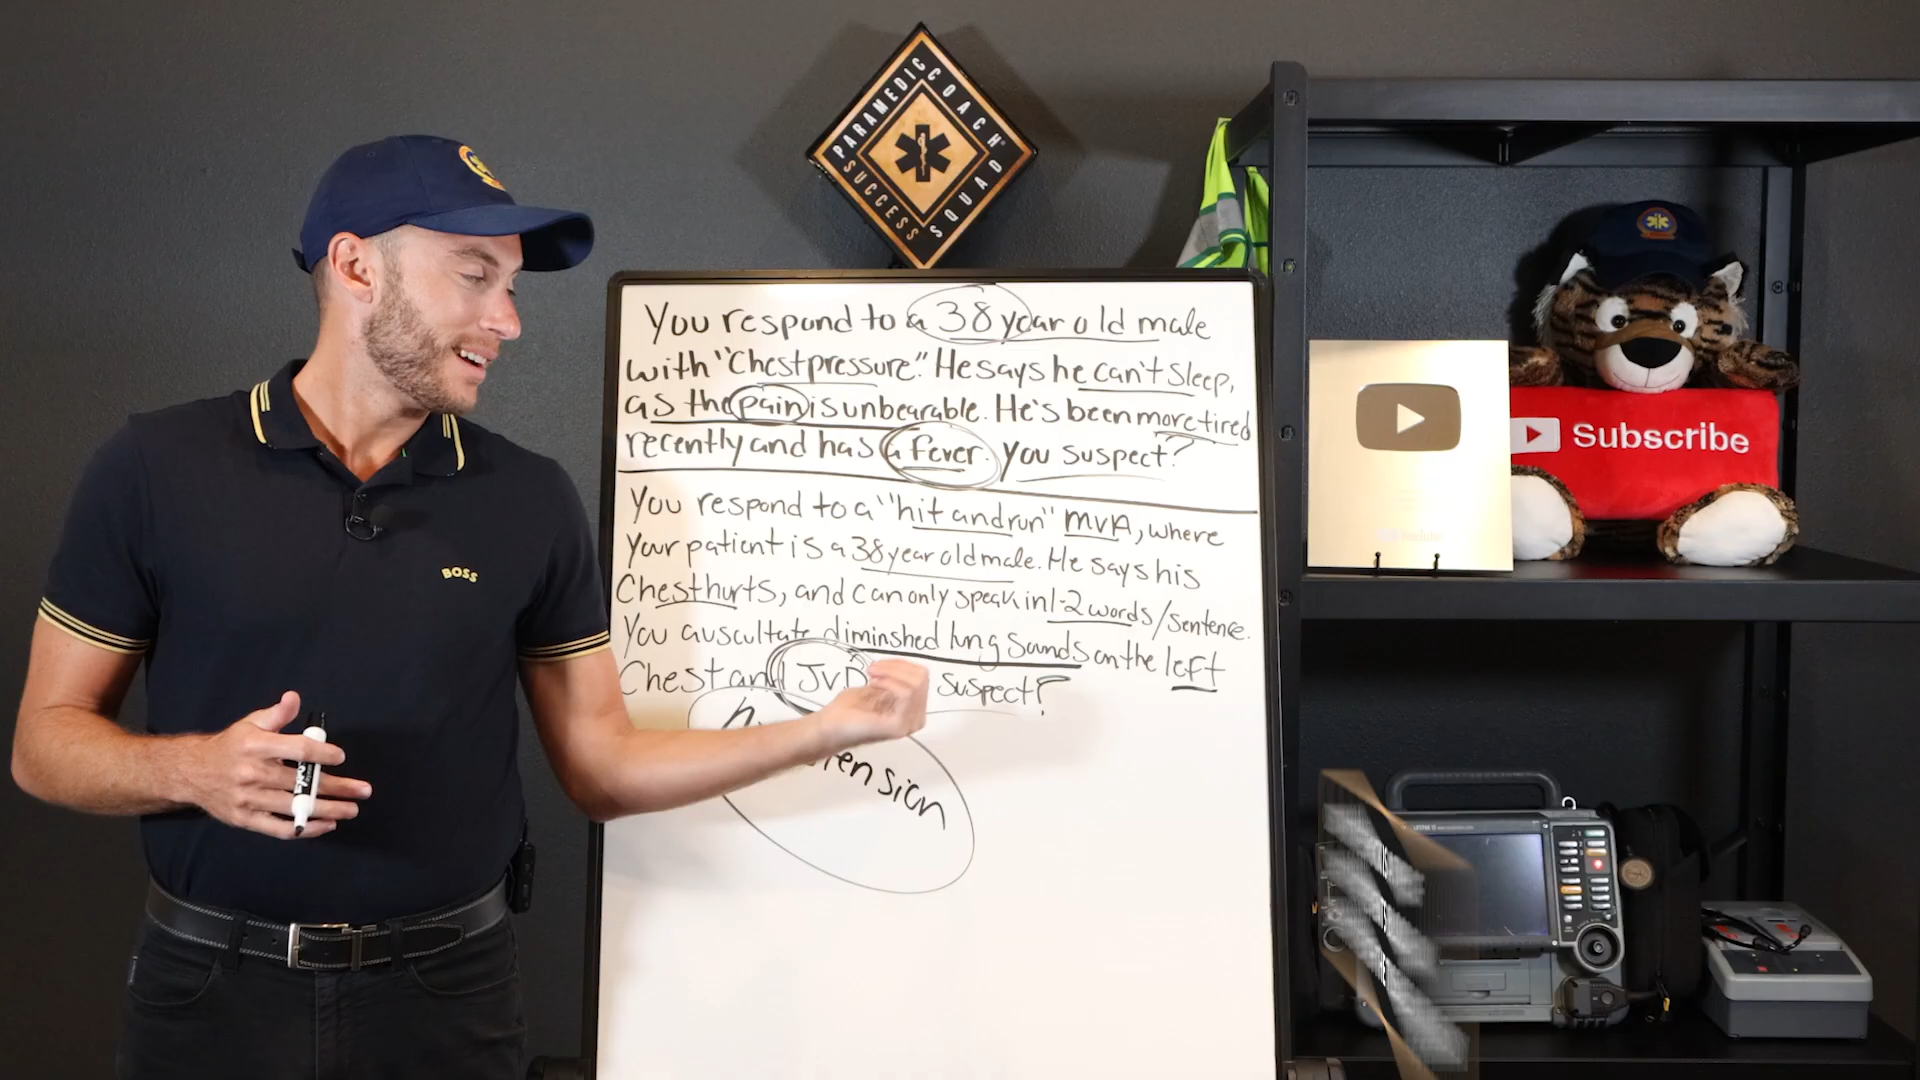 PARAMEDIC COACH
SUCCESS SQUAD
You respond to a 38 year old male
with "Chest pressure". He says he can't sleep,
as the pain is unbearable. He's been more tired
recently and has a fever. You suspect?
You respond to a "hit and run" MVA, where
Your patient is a 38 year old male. He says his
Chest hurts, and can only speak in 1-2 words/sentence.
You auscultate diminshed lung sounds on the left
Chest and JVD suspect?
BOSS
Subscribe
YouTube